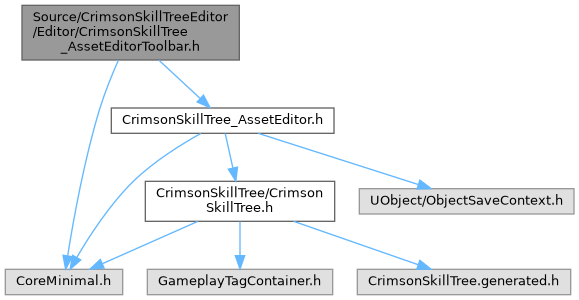 Source/CrimsonSkillTreeEditor
/Editor/CrimsonSkillTree
_AssetEditorToolbar.h
CrimsonSkillTree_AssetEditor.h
CrimsonSkillTree/Crimson
SkillTree.h
UObject/ObjectSaveContext.h
CoreMinimal.h
GameplayTagContainer.h
CrimsonSkillTree.generated.h